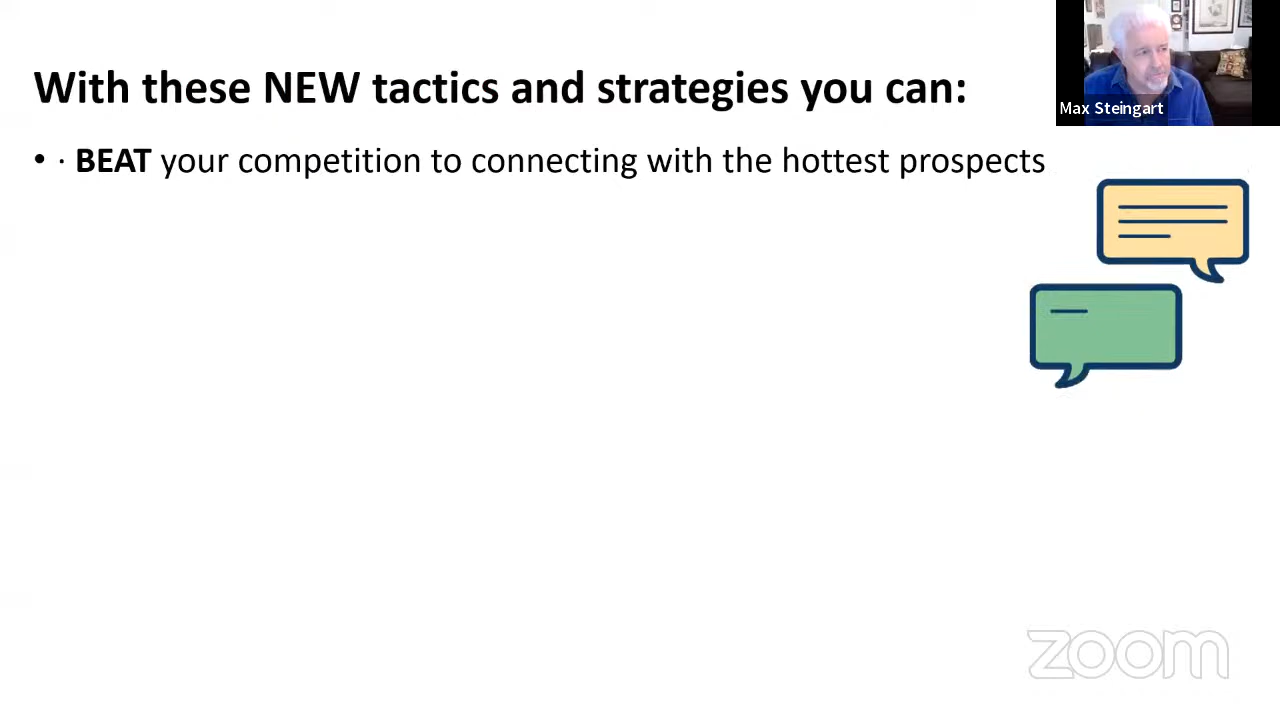 With these NEW tactics and strategies you can:
• · BEAT your competition to connecting with the hottest prospects
Max Steingart
zoom